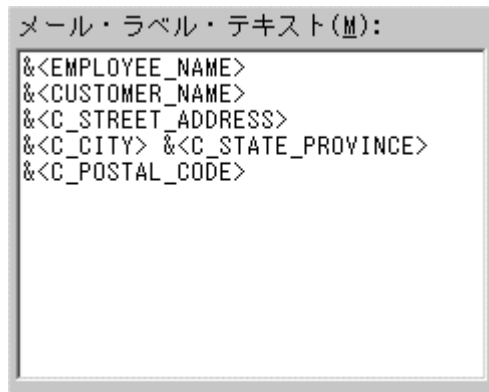 メール・ラベル・テキスト(M):
&<EMPLOYEE_NAME>
&<CUSTOMER_NAME>
&<C_STREET_ADDRESS>
&<C_CITY> &<C_STATE_PROVINCE>
&<C_POSTAL_CODE>